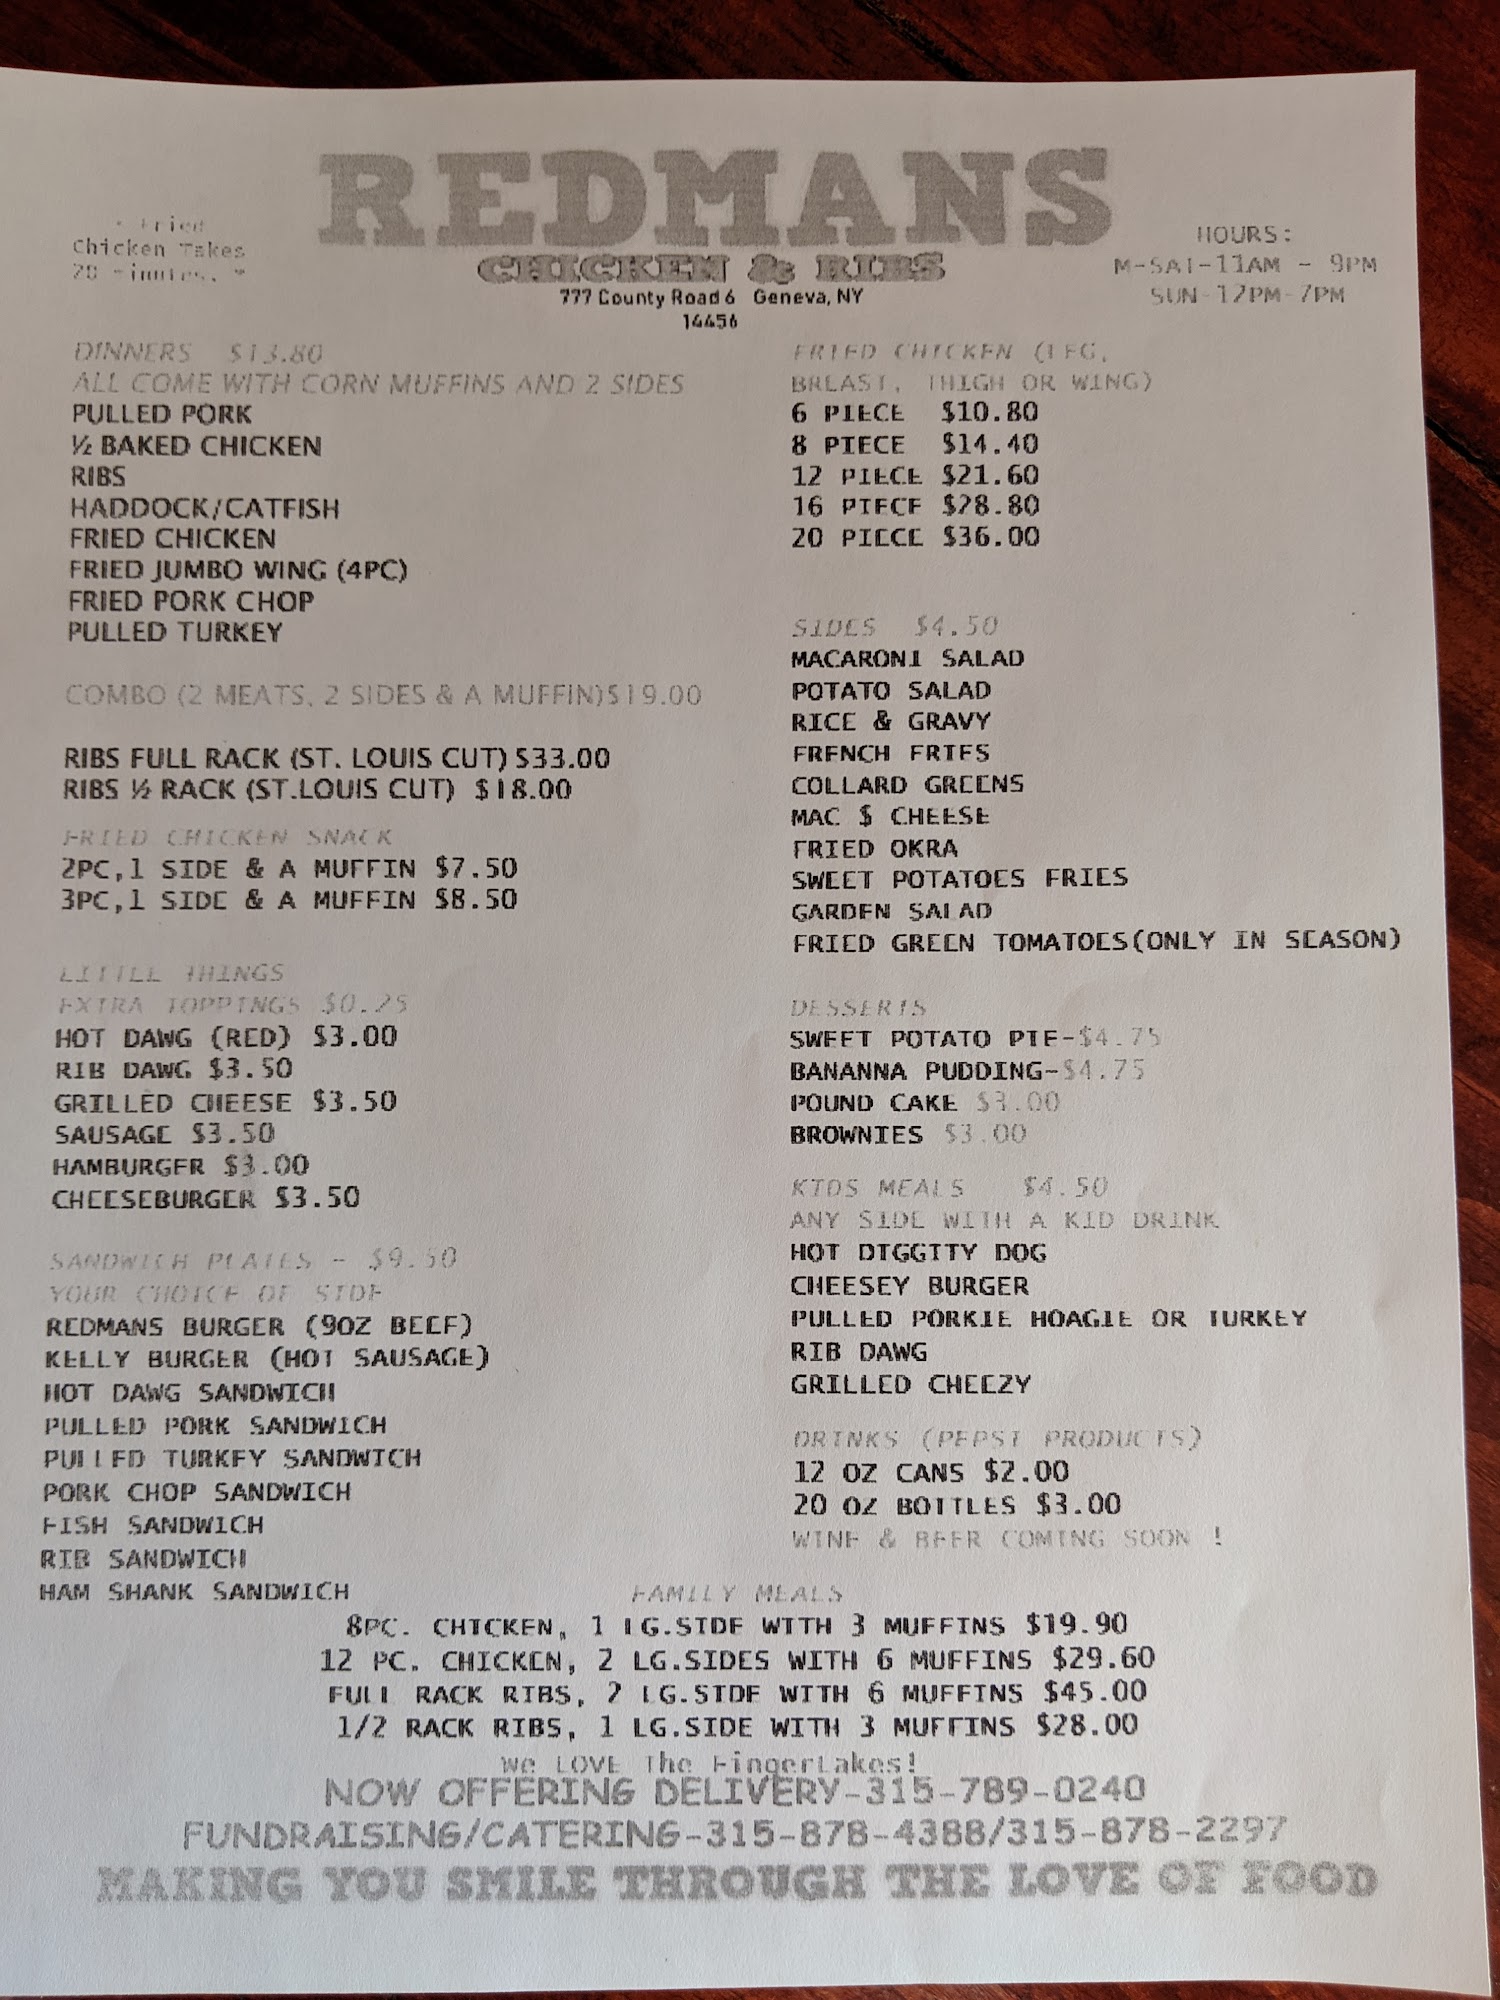 REDMANS
CHICKEN & RIBS
777 County Road 6 Geneva, NY
14456
* Fried
Chicken Takes
20 minutes. *
HOURS:
M-SAT-11AM - 9PM
SUN-12PM-7PM
DINNERS $13.80
ALL COME WITH CORN MUFFINS AND 2 SIDES
PULLED PORK
½ BAKED CHICKEN
RIBS
HADDOCK/CATFISH
FRIED CHICKEN
FRIED JUMBO WING (4PC)
FRIED PORK CHOP
PULLED TURKEY
COMBO (2 MEATS, 2 SIDES & A MUFFIN)$19.00
RIBS FULL RACK (ST. LOUIS CUT) $33.00
RIBS ½ RACK (ST.LOUIS CUT) $18.00
FRIED CHICKEN SNACK
2PC,1 SIDE & A MUFFIN $7.50
3PC,1 SIDE & A MUFFIN $8.50
LITTLE THINGS
EXTRA TOPPINGS $0.25
HOT DAWG (RED) $3.00
RIB DAWG $3.50
GRILLED CHEESE $3.50
SAUSAGE $3.50
HAMBURGER $3.00
CHEESEBURGER $3.50
SANDWICH PLATES - $9.50
YOUR CHOICE OF SIDE
REDMANS BURGER (9OZ BEEF)
KELLY BURGER (HOT SAUSAGE)
HOT DAWG SANDWICH
PULLED PORK SANDWICH
PULLED TURKEY SANDWICH
PORK CHOP SANDWICH
FISH SANDWICH
RIB SANDWICH
HAM SHANK SANDWICH
FRIED CHICKEN (LEG,
BREAST, THIGH OR WING)
6 PIECE $10.80
8 PIECE $14.40
12 PIECE $21.60
16 PIECE $28.80
20 PIECE $36.00
SIDES $4.50
MACARONI SALAD
POTATO SALAD
RICE & GRAVY
FRENCH FRIES
COLLARD GREENS
MAC $ CHEESE
FRIED OKRA
SWEET POTATOES FRIES
GARDEN SALAD
FRIED GREEN TOMATOES(ONLY IN SEASON)
DESSERTS
SWEET POTATO PIE-$4.75
BANANNA PUDDING-$4.75
POUND CAKE $3.00
BROWNIES $3.00
KIDS MEALS $4.50
ANY SIDE WITH A KID DRINK
HOT DIGGITY DOG
CHEESEY BURGER
PULLED PORKIE HOAGIE OR TURKEY
RIB DAWG
GRILLED CHEEZY
DRINKS (PEPSI PRODUCTS)
12 OZ CANS $2.00
20 OZ BOTTLES $3.00
WINE & BEER COMING SOON !
FAMILY MEALS
8PC. CHICKEN, 1 LG.SIDE WITH 3 MUFFINS $19.90
12 PC. CHICKEN, 2 LG.SIDES WITH 6 MUFFINS $29.60
FULL RACK RIBS, 2 LG.SIDE WITH 6 MUFFINS $45.00
1/2 RACK RIBS, 1 LG.SIDE WITH 3 MUFFINS $28.00
We LOVE The FingerLakes!
NOW OFFERING DELIVERY-315-789-0240
FUNDRAISING/CATERING-315-878-4388/315-878-2297
MAKING YOU SMILE THROUGH THE LOVE OF FOOD